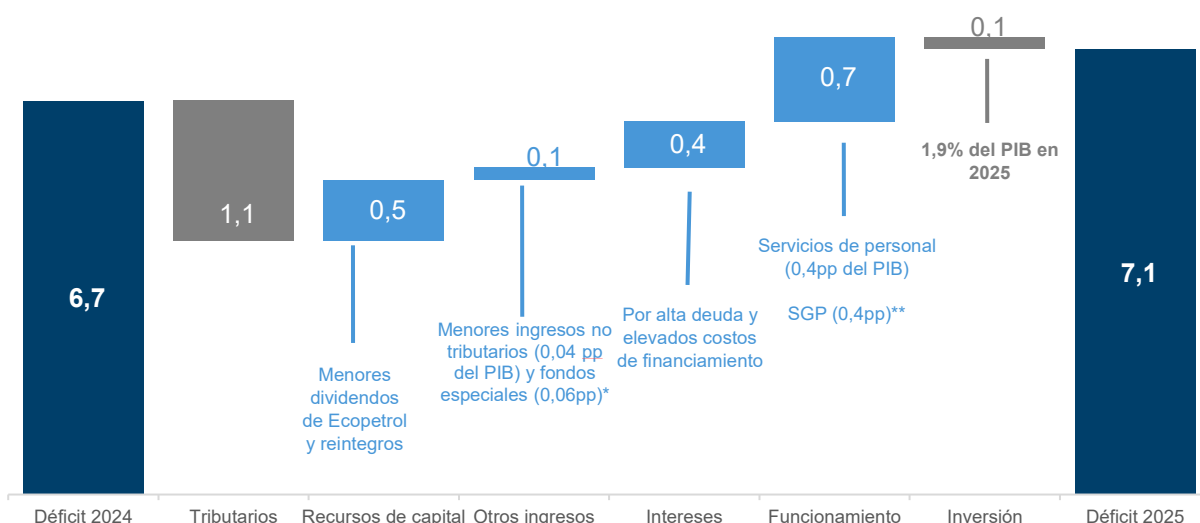 0,1
0,7
1,9% del PIB en
2025
0,4
0,1
1,1
0,5
6,7
7,1
Servicios de personal
(0,4pp del PIB)
SGP (0,4pp)**
Por alta deuda y
elevados costos
de financiamiento
Menores ingresos no
tributarios (0,04 pp
del PIB) y fondos
especiales (0,06pp)*
Menores
dividendos
de Ecopetrol
y reintegros
Déficit 2024
Tributarios
Recursos de capital
Otros ingresos
Intereses
Funcionamiento
Inversión
Déficit 2025